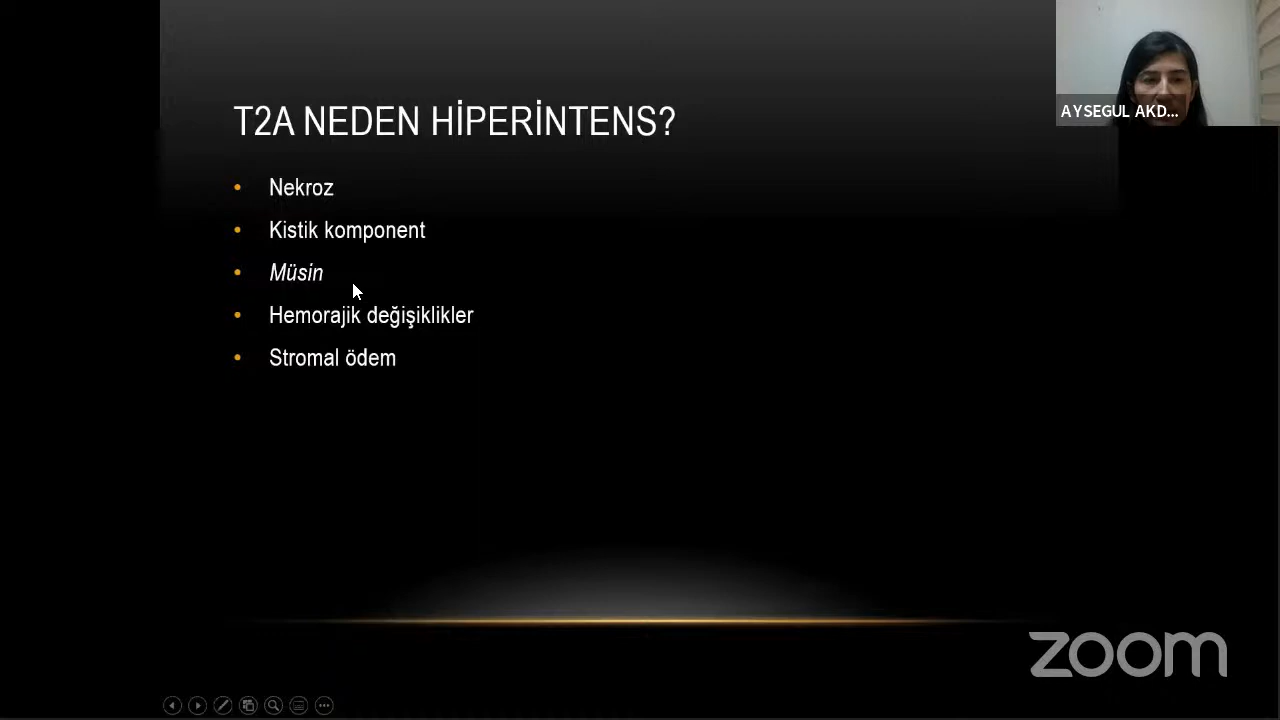 T2A NEDEN HİPERİNTENS?
• Nekroz
• Kistik komponent
• Müsin
• Hemorajik değişiklikler
• Stromal ödem
AYSEGUL AKD...
zoom